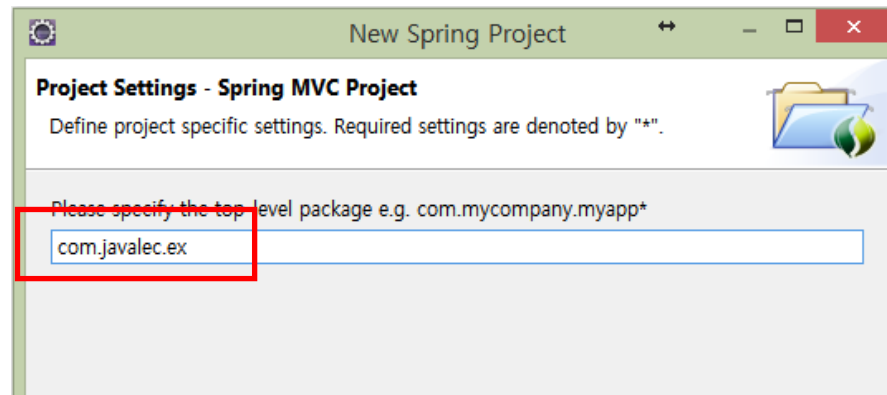 New Spring Project
Project Settings - Spring MVC Project
Define project specific settings. Required settings are denoted by "*".
Please specify the top-level package e.g. com.mycompany.myapp*
com.javalec.ex